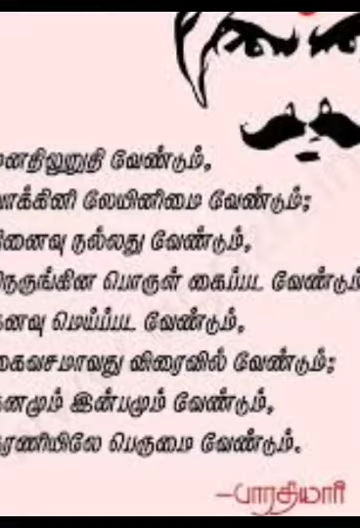 னதிலுறுதி வேண்டும்,
ாக்கினி லேயினிமை வேண்டும்;
ினைவு நல்லது வேண்டும்,
நெருங்கின பொருள் கைப்பட வேண்டும்
னவு மெய்ப்பட வேண்டும்,
கைவசமாவது விரைவில் வேண்டும்;
னமும் இன்பமும் வேண்டும்,
ரணியிலே பெருமை வேண்டும்.
–பாரதியார்